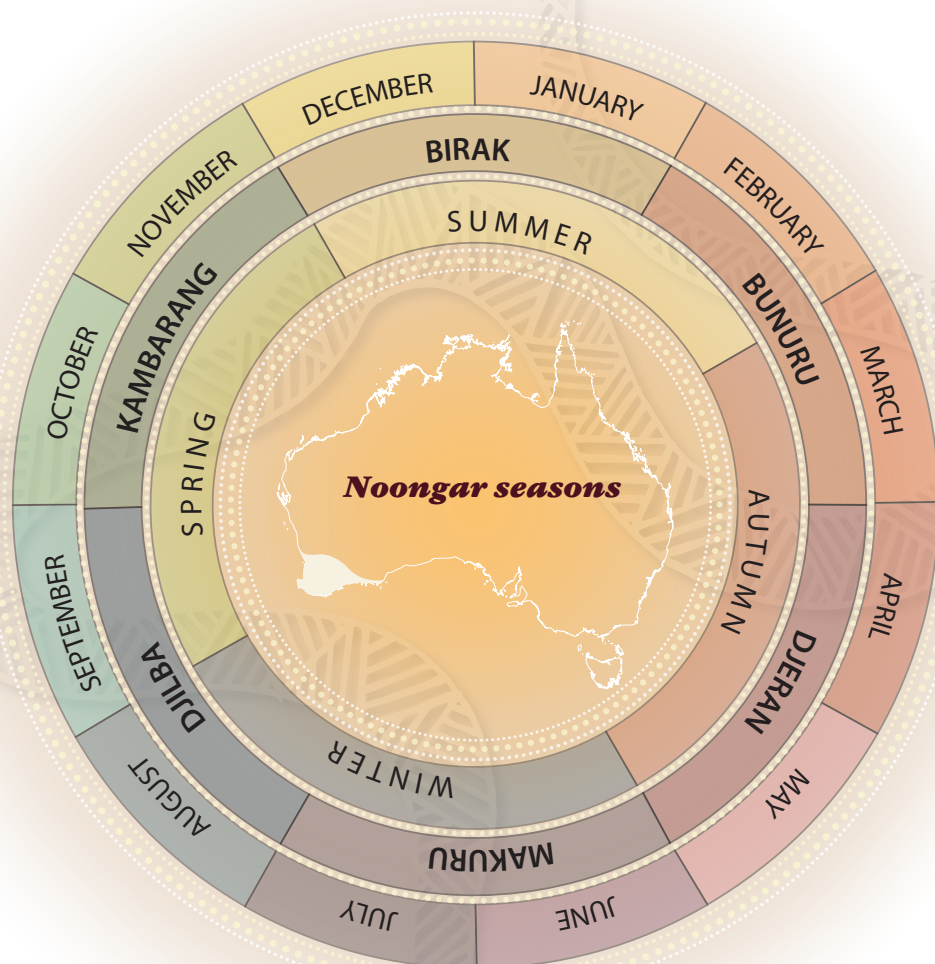 JANUARY
FEBRUARY
MARCH
APRIL
MAY
JUNE
JULY
AUGUST
SEPTEMBER
OCTOBER
NOVEMBER
DECEMBER
BIRAK
BUNURU
DJERAN
MAKURU
DJILBA
KAMBARANG
SUMMER
AUTUMN
WINTER
SPRING
Noongar seasons